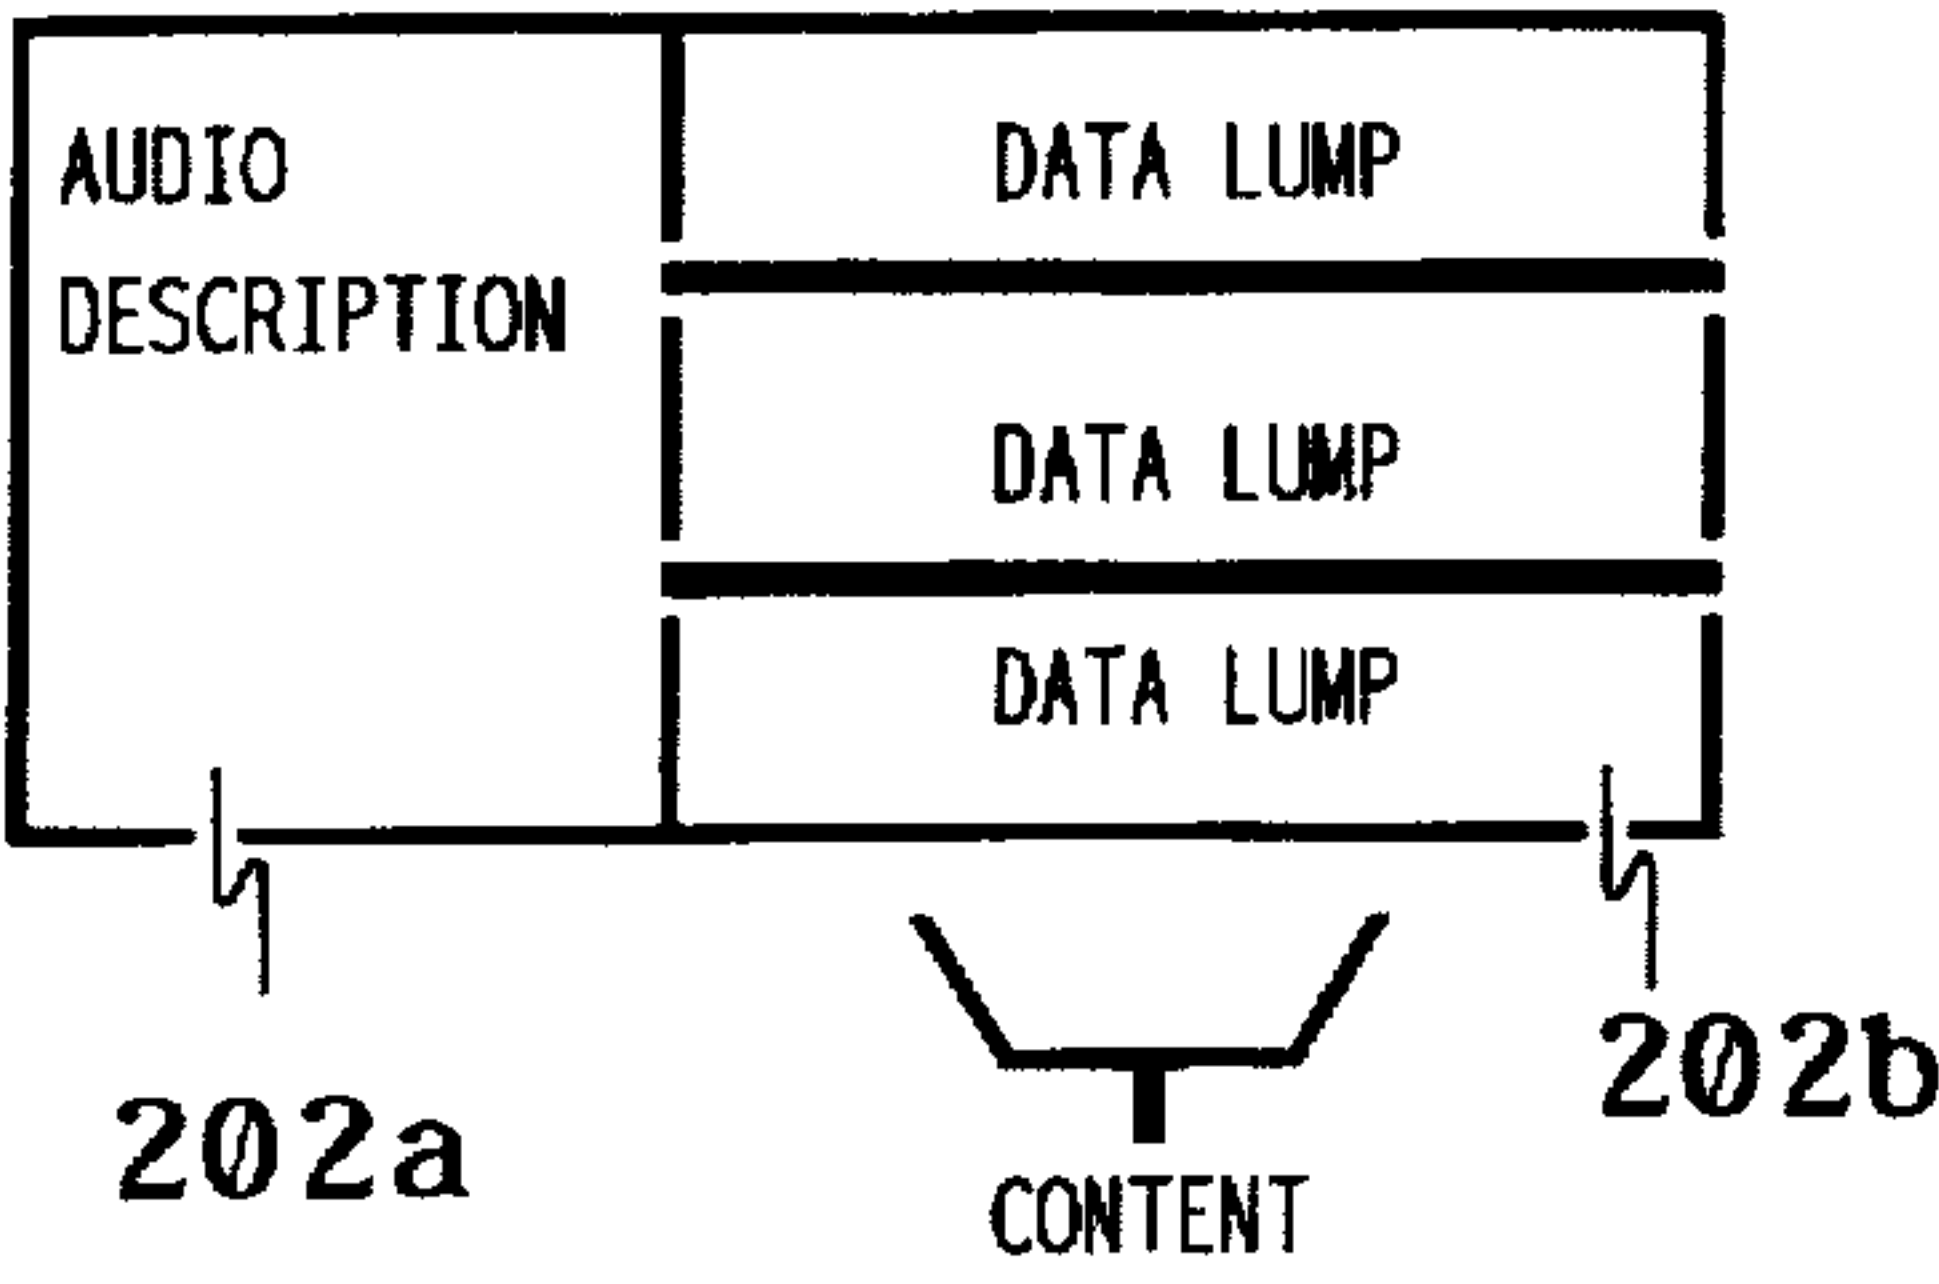 AUDIO
DESCRIPTION
DATA LUMP
DATA LUMP
DATA LUMP
202a
202b
CONTENT